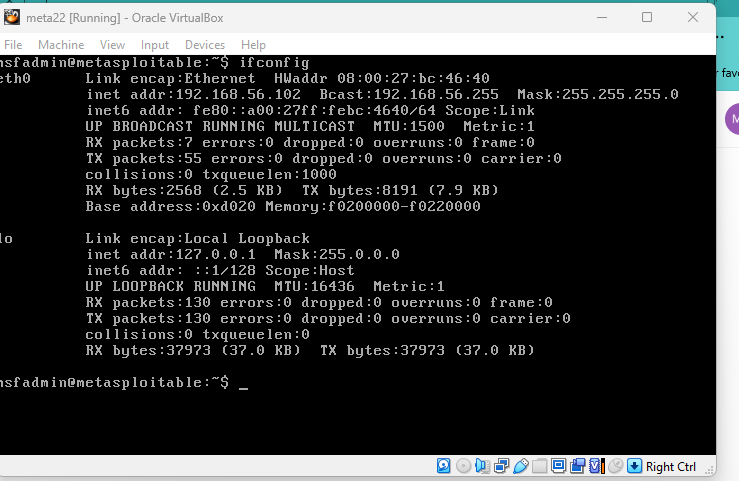 meta22 [Running] - Oracle VirtualBox
File Machine View Input Devices Help
msfadmin@metasploitable:~$ ifconfig
eth0 Link encap:Ethernet HWaddr 08:00:27:bc:46:40
inet addr:192.168.56.102 Bcast:192.168.56.255 Mask:255.255.255.0
inet6 addr: fe80::a00:27ff:febc:4640/64 Scope:Link
UP BROADCAST RUNNING MULTICAST MTU:1500 Metric:1
RX packets:7 errors:0 dropped:0 overruns:0 frame:0
TX packets:55 errors:0 dropped:0 overruns:0 carrier:0
collisions:0 txqueuelen:1000
RX bytes:2568 (2.5 KB) TX bytes:8191 (7.9 KB)
Base address:0xd020 Memory:f0200000-f0220000
lo Link encap:Local Loopback
inet addr:127.0.0.1 Mask:255.0.0.0
inet6 addr: ::1/128 Scope:Host
UP LOOPBACK RUNNING MTU:16436 Metric:1
RX packets:130 errors:0 dropped:0 overruns:0 frame:0
TX packets:130 errors:0 dropped:0 overruns:0 carrier:0
collisions:0 txqueuelen:0
RX bytes:37973 (37.0 KB) TX bytes:37973 (37.0 KB)
msfadmin@metasploitable:~$ _
Right Ctrl